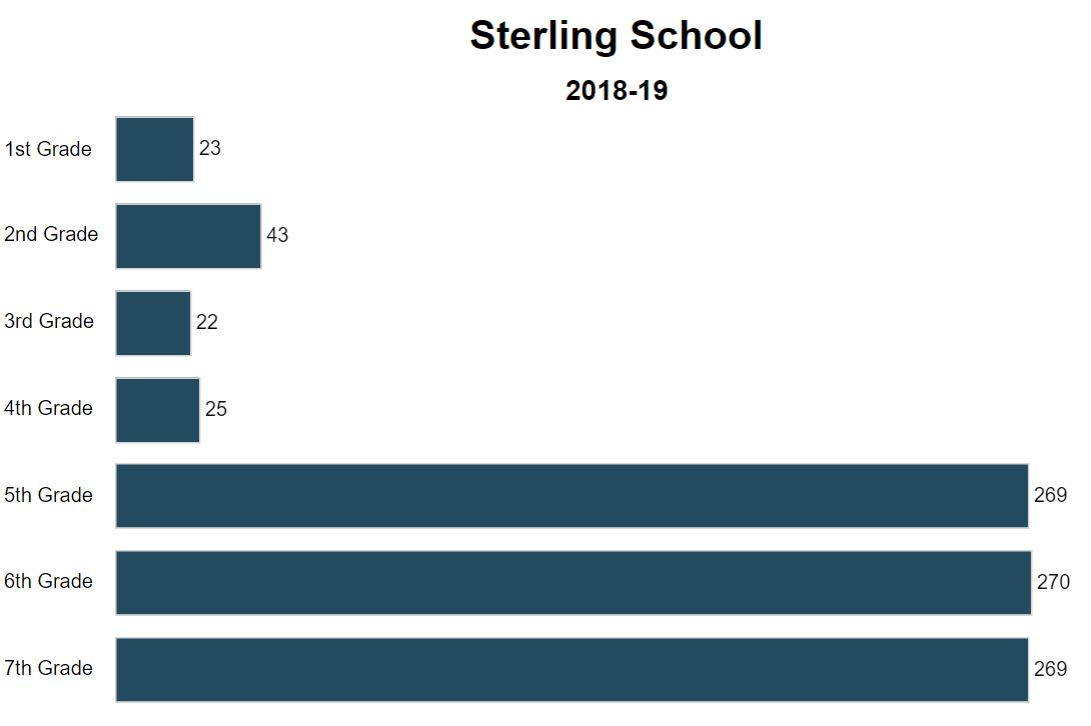 Sterling School
2018-19
1st Grade 23
2nd Grade 43
3rd Grade 22
4th Grade 25
5th Grade 269
6th Grade 270
7th Grade 269